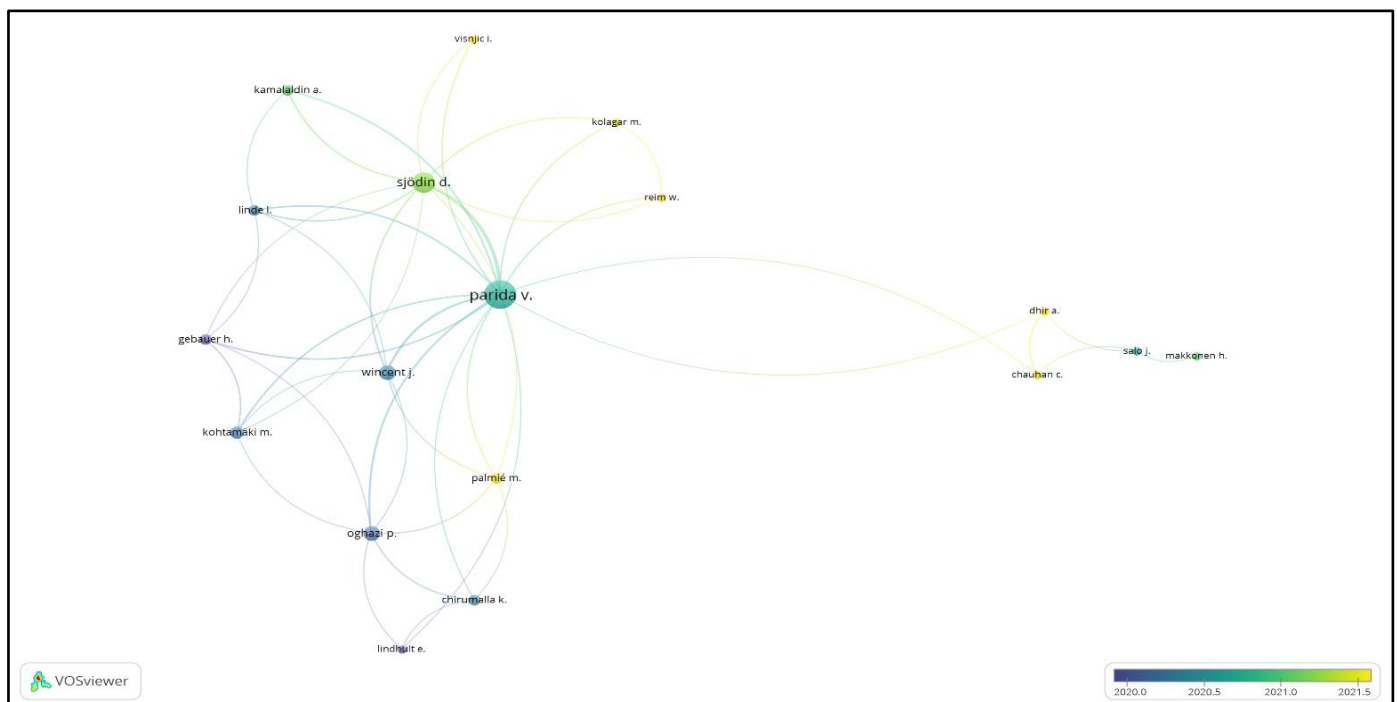 visnjic i.
kamalaldin a.
kolagar m.
sjödin d.
reim w.
linde l.
parida v.
dhir a.
gebauer h.
salo j.
makkonen h.
wincent j.
chauhan c.
kohtamäki m.
palmié m.
oghazi p.
chirumalla k.
lindhult e.
VOSviewer
2020.0 2020.5 2021.0 2021.5